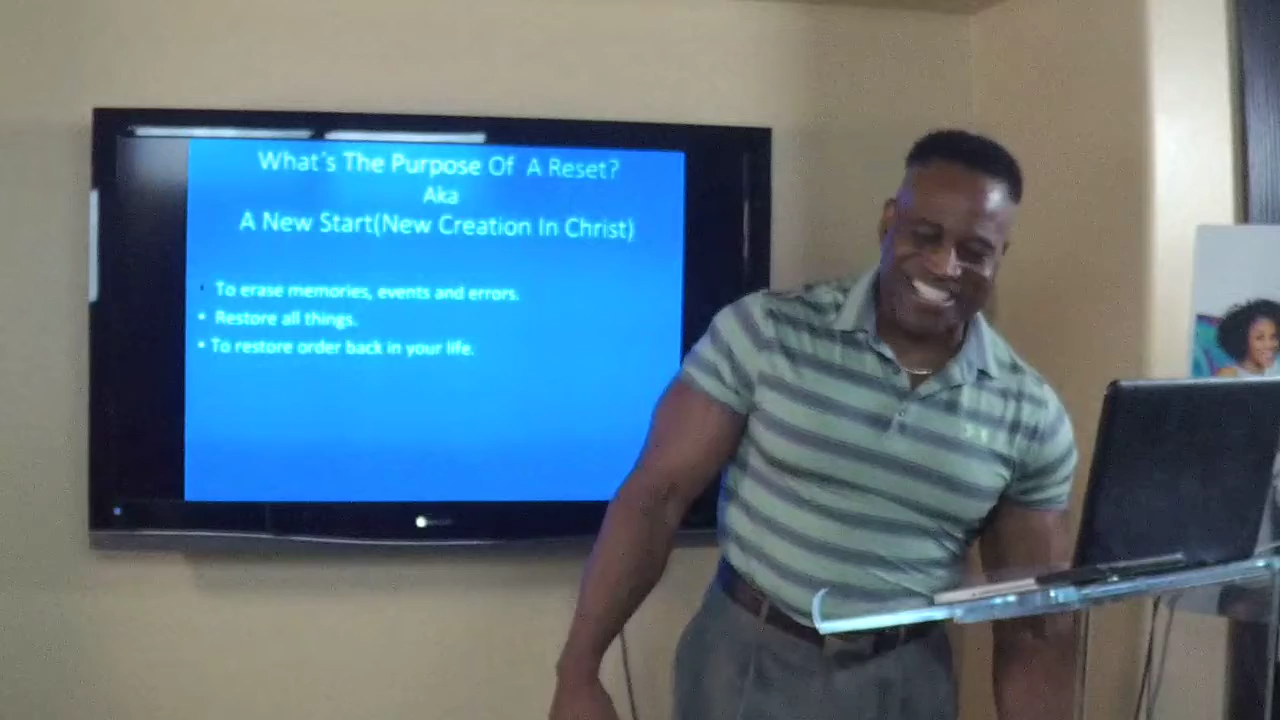 What's The Purpose Of A Reset?
Aka
A New Start(New Creation In Christ)
• To erase memories, events and errors.
• Restore all things.
• To restore order back in your life.